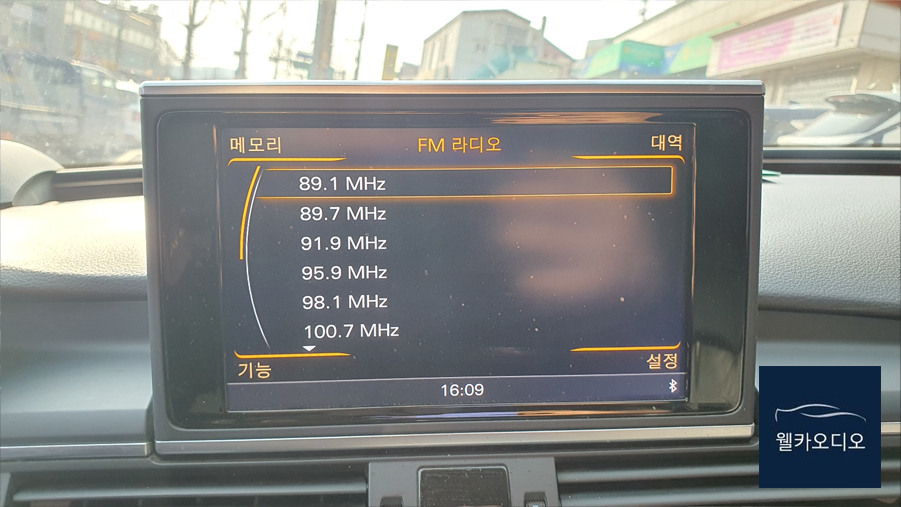 메모리 FM 라디오 대역
89.1 MHz
89.7 MHz
91.9 MHz
95.9 MHz
98.1 MHz
100.7 MHz
기능 설정
16:09
웰카오디오